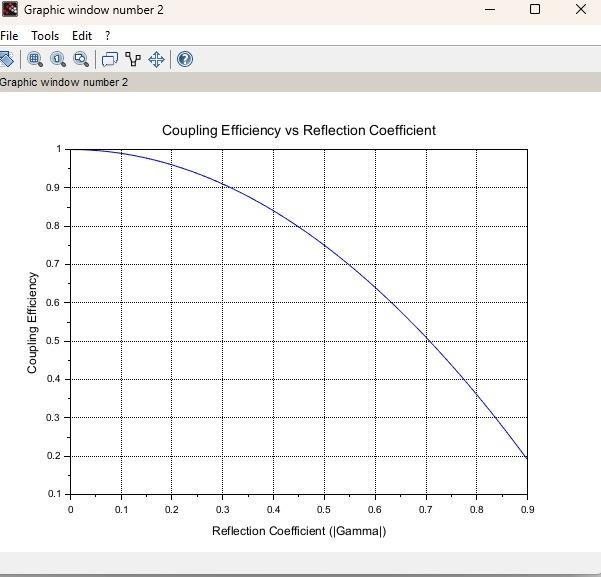 Graphic window number 2
File Tools Edit ?
Graphic window number 2
Coupling Efficiency vs Reflection Coefficient
1
0.9
0.8
0.7
0.6
0.5
0.4
0.3
0.2
0.1
Coupling Efficiency
0 0.1 0.2 0.3 0.4 0.5 0.6 0.7 0.8 0.9
Reflection Coefficient (|Gamma|)